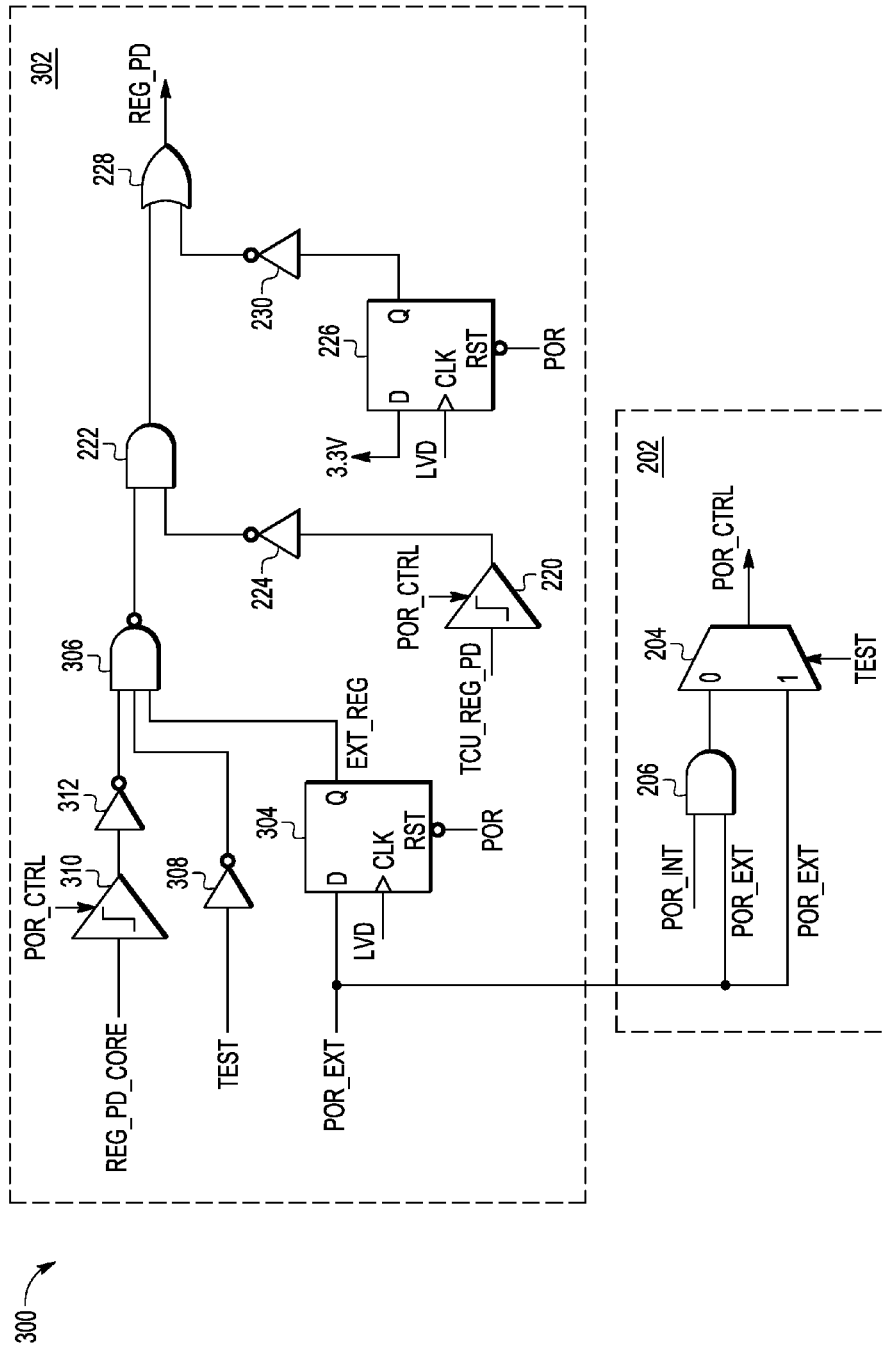 300
302
REG_PD
228
230
Q
226
D
CLK
RST
POR
3.3V
LVD
222
224
POR_CTRL
220
TCU_REG_PD
306
EXT_REG
312
310
POR_CTRL
308
304
Q
D
CLK
RST
POR
LVD
REG_PD_CORE
TEST
POR_EXT
202
POR_CTRL
204
0
1
TEST
206
POR_INT
POR_EXT
POR_EXT